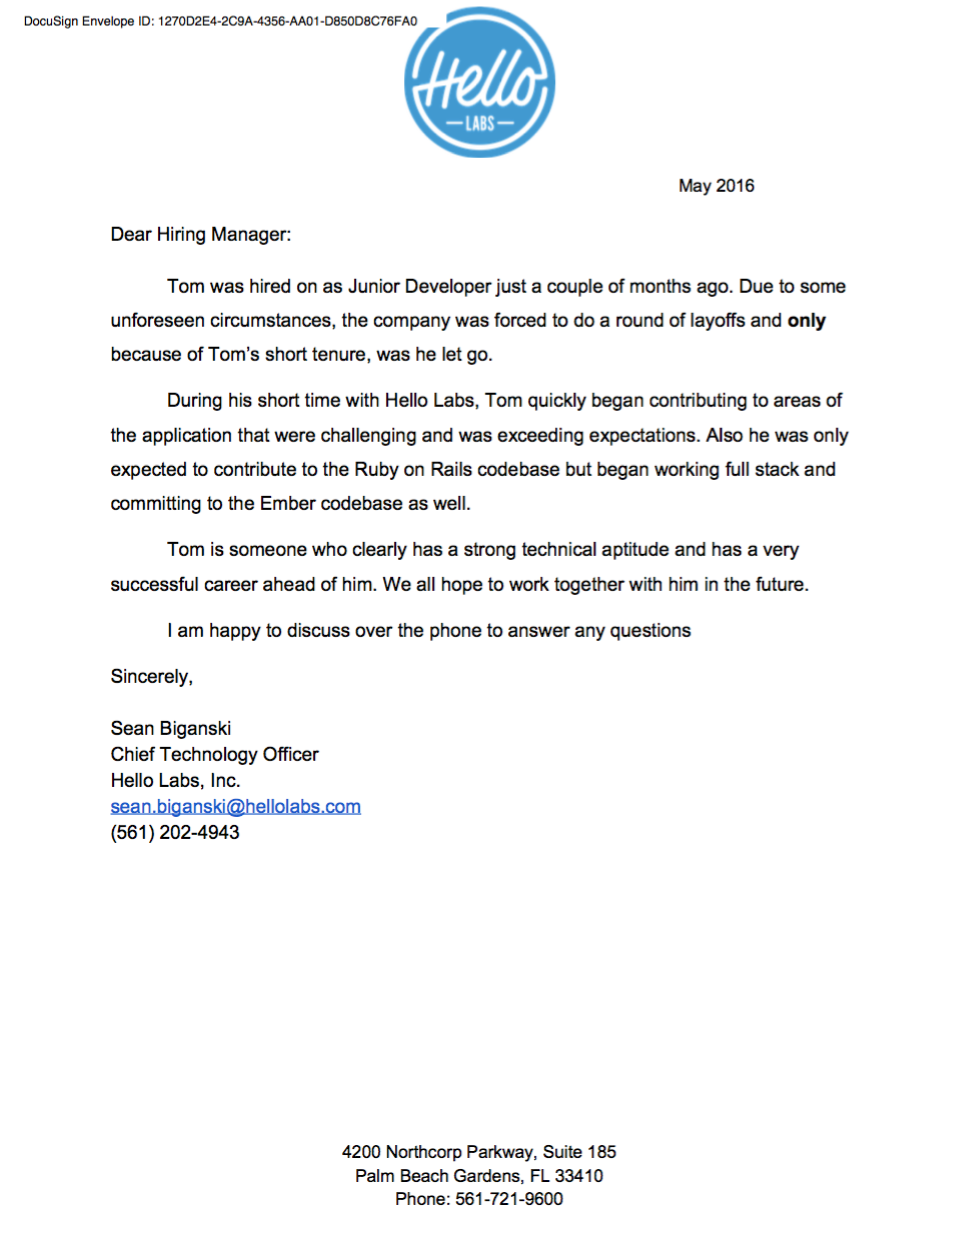 DocuSign Envelope ID: 1270D2E4-2C9A-4356-AA01-D850D8C76FA0
Hello
LABS
May 2016
Dear Hiring Manager:
Tom was hired on as Junior Developer just a couple of months ago. Due to some
unforeseen circumstances, the company was forced to do a round of layoffs and only
because of Tom's short tenure, was he let go.
During his short time with Hello Labs, Tom quickly began contributing to areas of
the application that were challenging and was exceeding expectations. Also he was only
expected to contribute to the Ruby on Rails codebase but began working full stack and
committing to the Ember codebase as well.
Tom is someone who clearly has a strong technical aptitude and has a very
successful career ahead of him. We all hope to work together with him in the future.
I am happy to discuss over the phone to answer any questions
Sincerely,
Sean Biganski
Chief Technology Officer
Hello Labs, Inc.
sean.biganski@hellolabs.com
(561) 202-4943
4200 Northcorp Parkway, Suite 185
Palm Beach Gardens, FL 33410
Phone: 561-721-9600